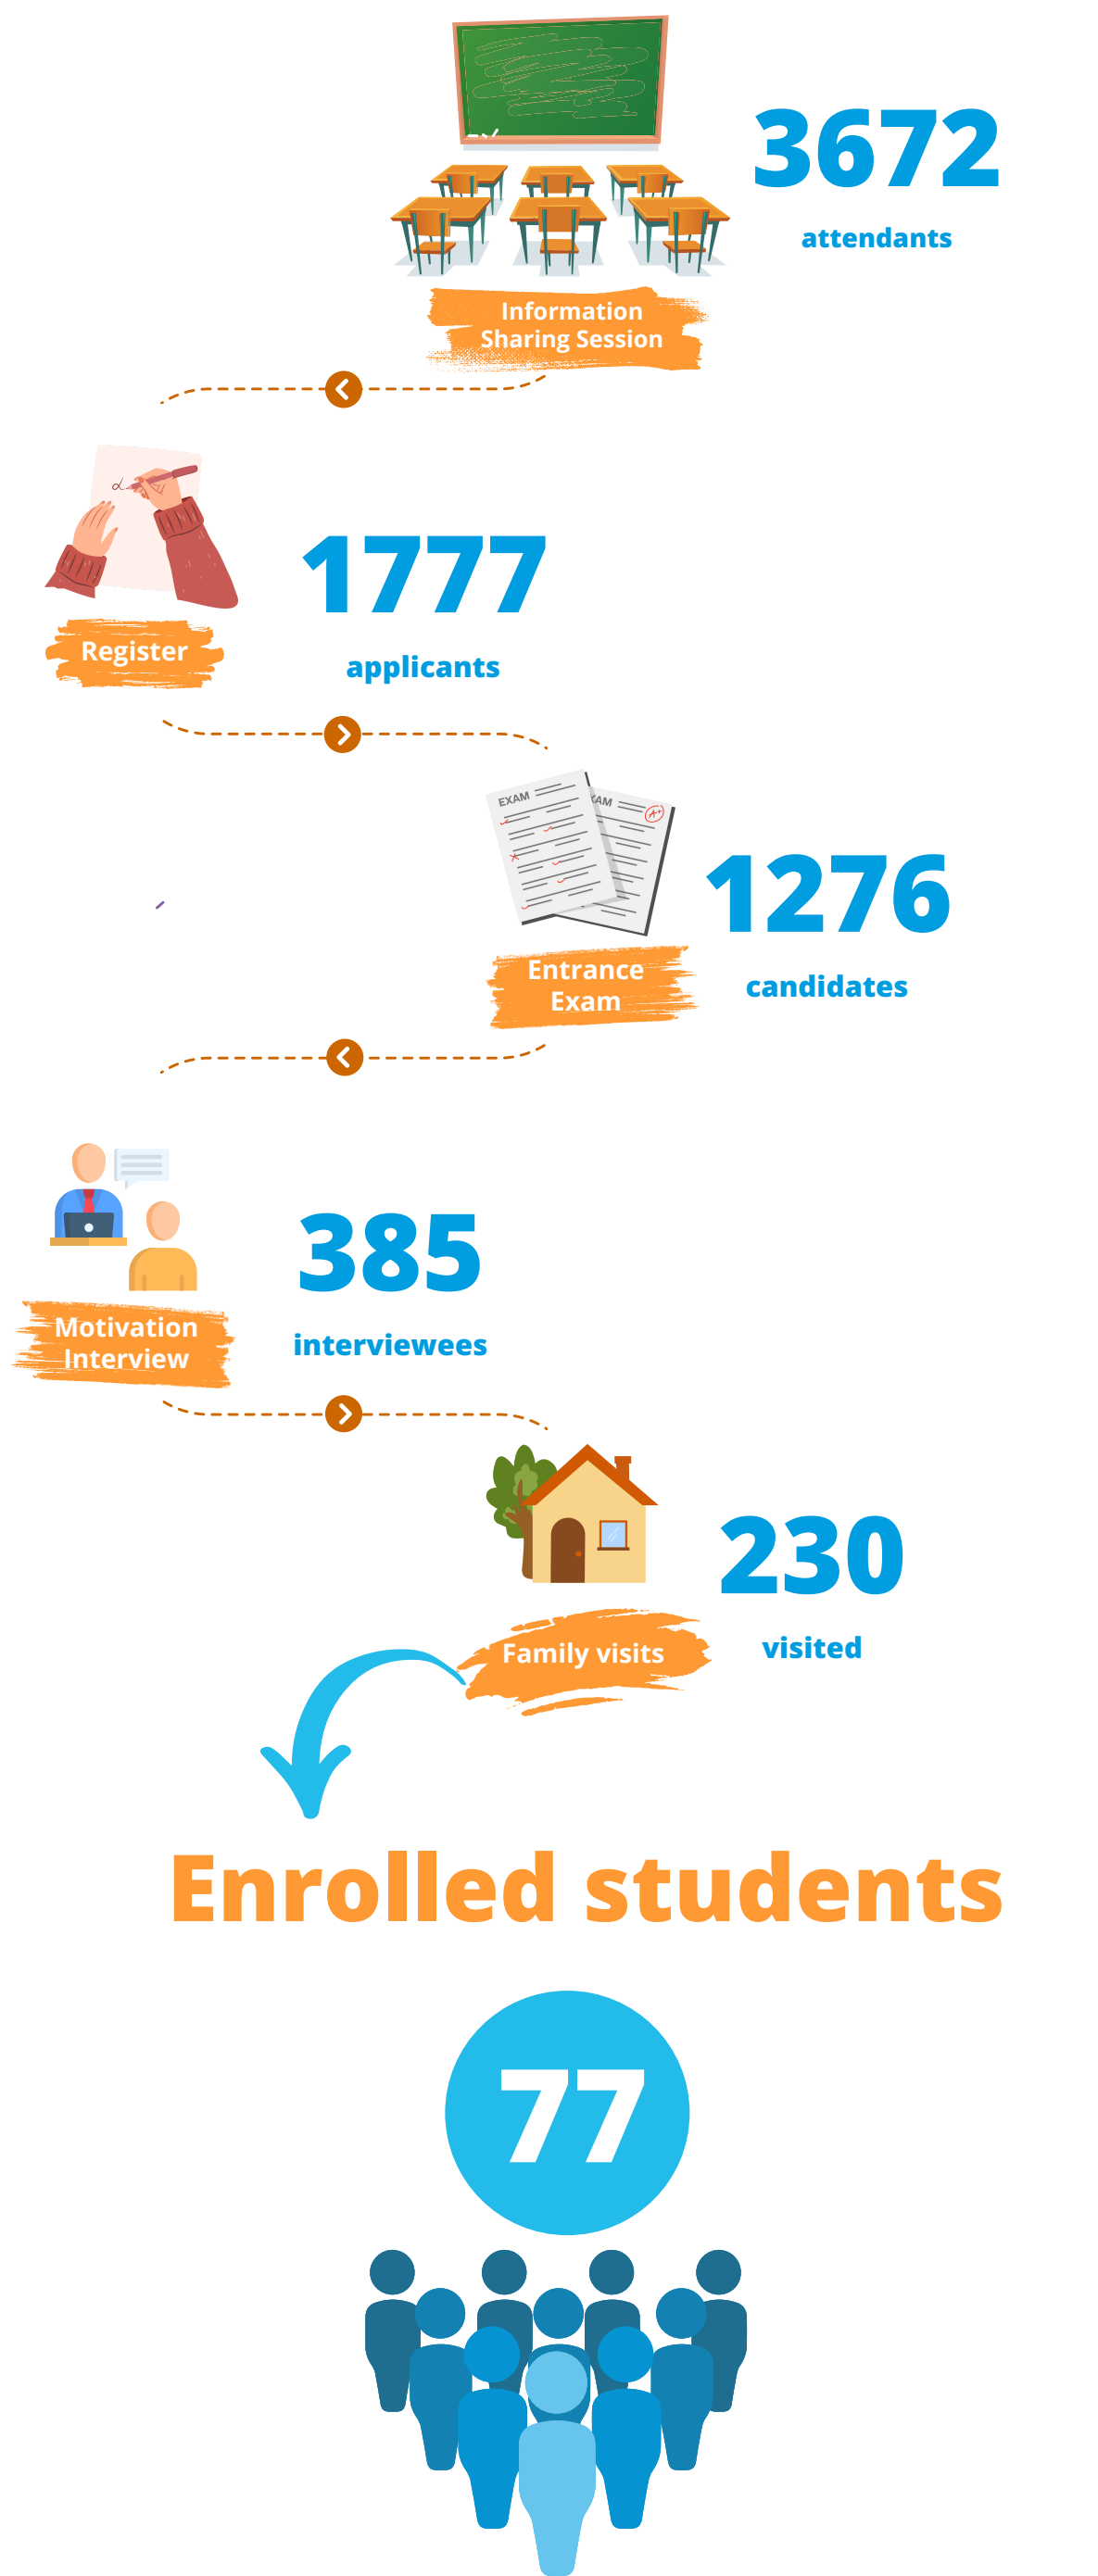 3672
attendants
Information
Sharing Session
1777
applicants
Register
EXAM
XAM
A+
1276
candidates
Entrance
Exam
385
interviewees
Motivation
Interview
230
visited
Family visits
Enrolled students
77